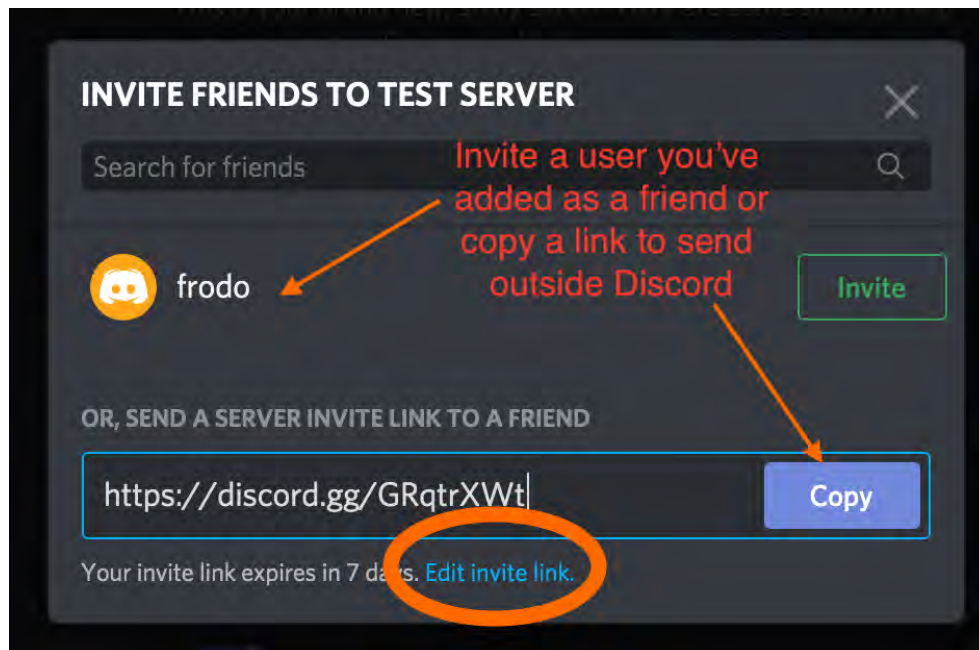 INVITE FRIENDS TO TEST SERVER
Search for friends
Invite a user you've
added as a friend or
copy a link to send
outside Discord
frodo
Invite
OR, SEND A SERVER INVITE LINK TO A FRIEND
https://discord.gg/GRqtrXWt
Copy
Your invite link expires in 7 days. Edit invite link.